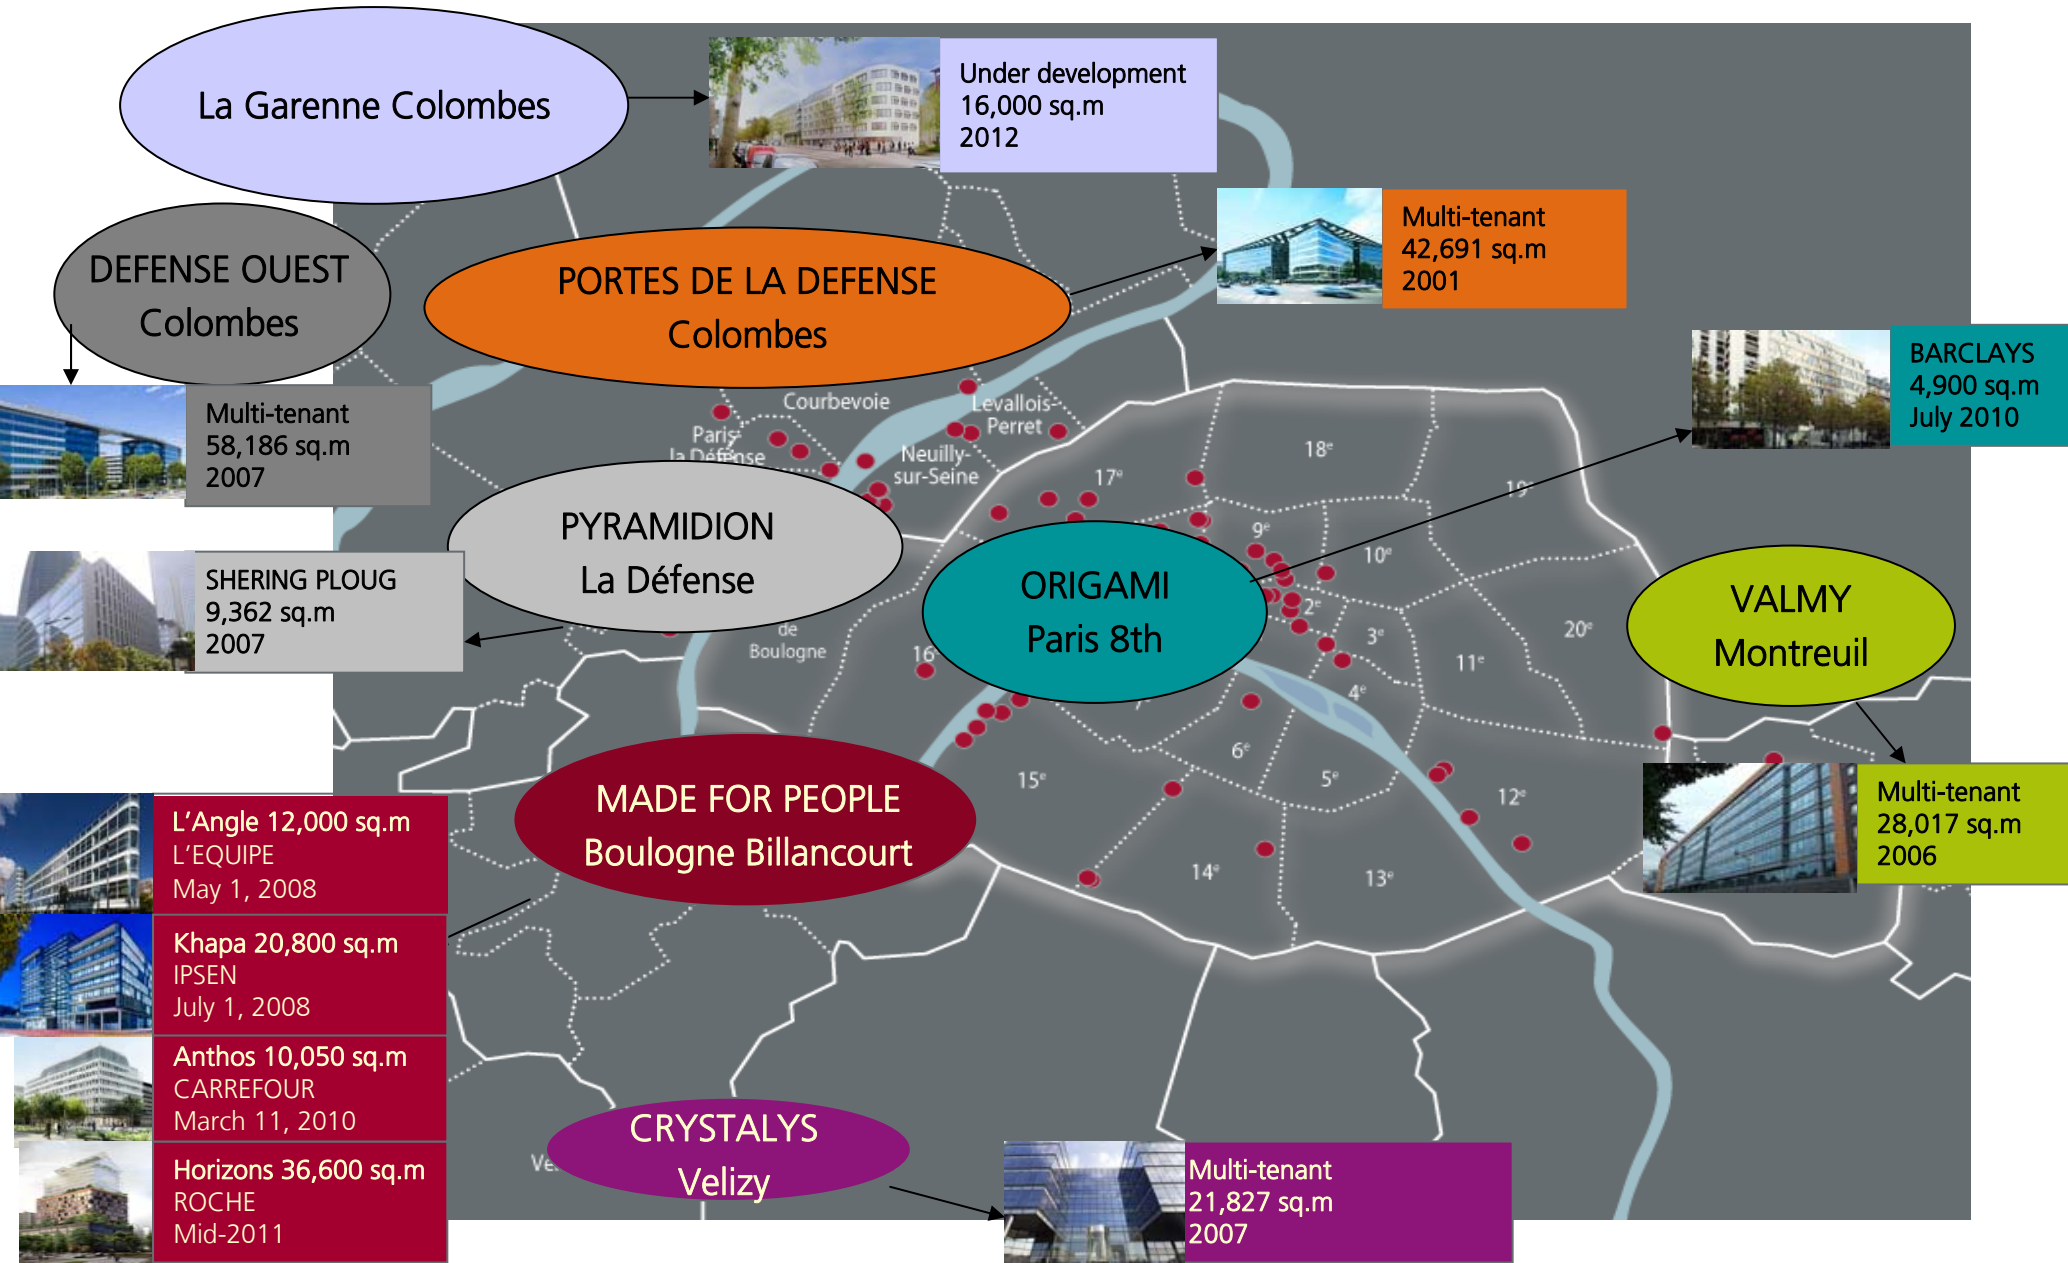 La Garenne Colombes
Under development
16,000 sq.m
2012
DEFENSE OUEST
Colombes
PORTES DE LA DEFENSE
Colombes
Multi-tenant
42,691 sq.m
2001
BARCLAYS
4,900 sq.m
July 2010
Multi-tenant
58,186 sq.m
2007
Courbevoie
Levallois-
Perret
Paris-
la Défense
Neuilly-
sur-Seine
17e
18e
19e
PYRAMIDION
La Défense
SHERING PLOUG
9,362 sq.m
2007
9e
10e
ORIGAMI
Paris 8th
2e
3e
20e
VALMY
Montreuil
de
Boulogne
16e
11e
4e
6e
5e
15e
12e
14e
13e
Multi-tenant
28,017 sq.m
2006
MADE FOR PEOPLE
Boulogne Billancourt
L’Angle 12,000 sq.m
L’EQUIPE
May 1, 2008
Khapa 20,800 sq.m
IPSEN
July 1, 2008
Anthos 10,050 sq.m
CARREFOUR
March 11, 2010
Horizons 36,600 sq.m
ROCHE
Mid-2011
CRYSTALYS
Velizy
Multi-tenant
21,827 sq.m
2007